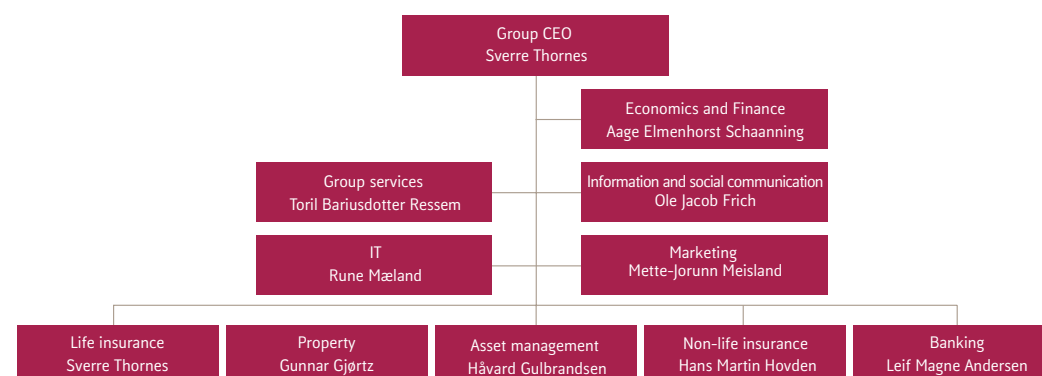 Group CEO
Sverre Thornes
Economics and Finance
Aage Elmenhorst Schaanning
Group services
Toril Bariusdotter Ressem
Information and social communication
Ole Jacob Frich
IT
Rune Mæland
Marketing
Mette-Jorunn Meisland
Life insurance
Sverre Thornes
Property
Gunnar Gjørtz
Asset management
Håvard Gulbrandsen
Non-life insurance
Hans Martin Hovden
Banking
Leif Magne Andersen